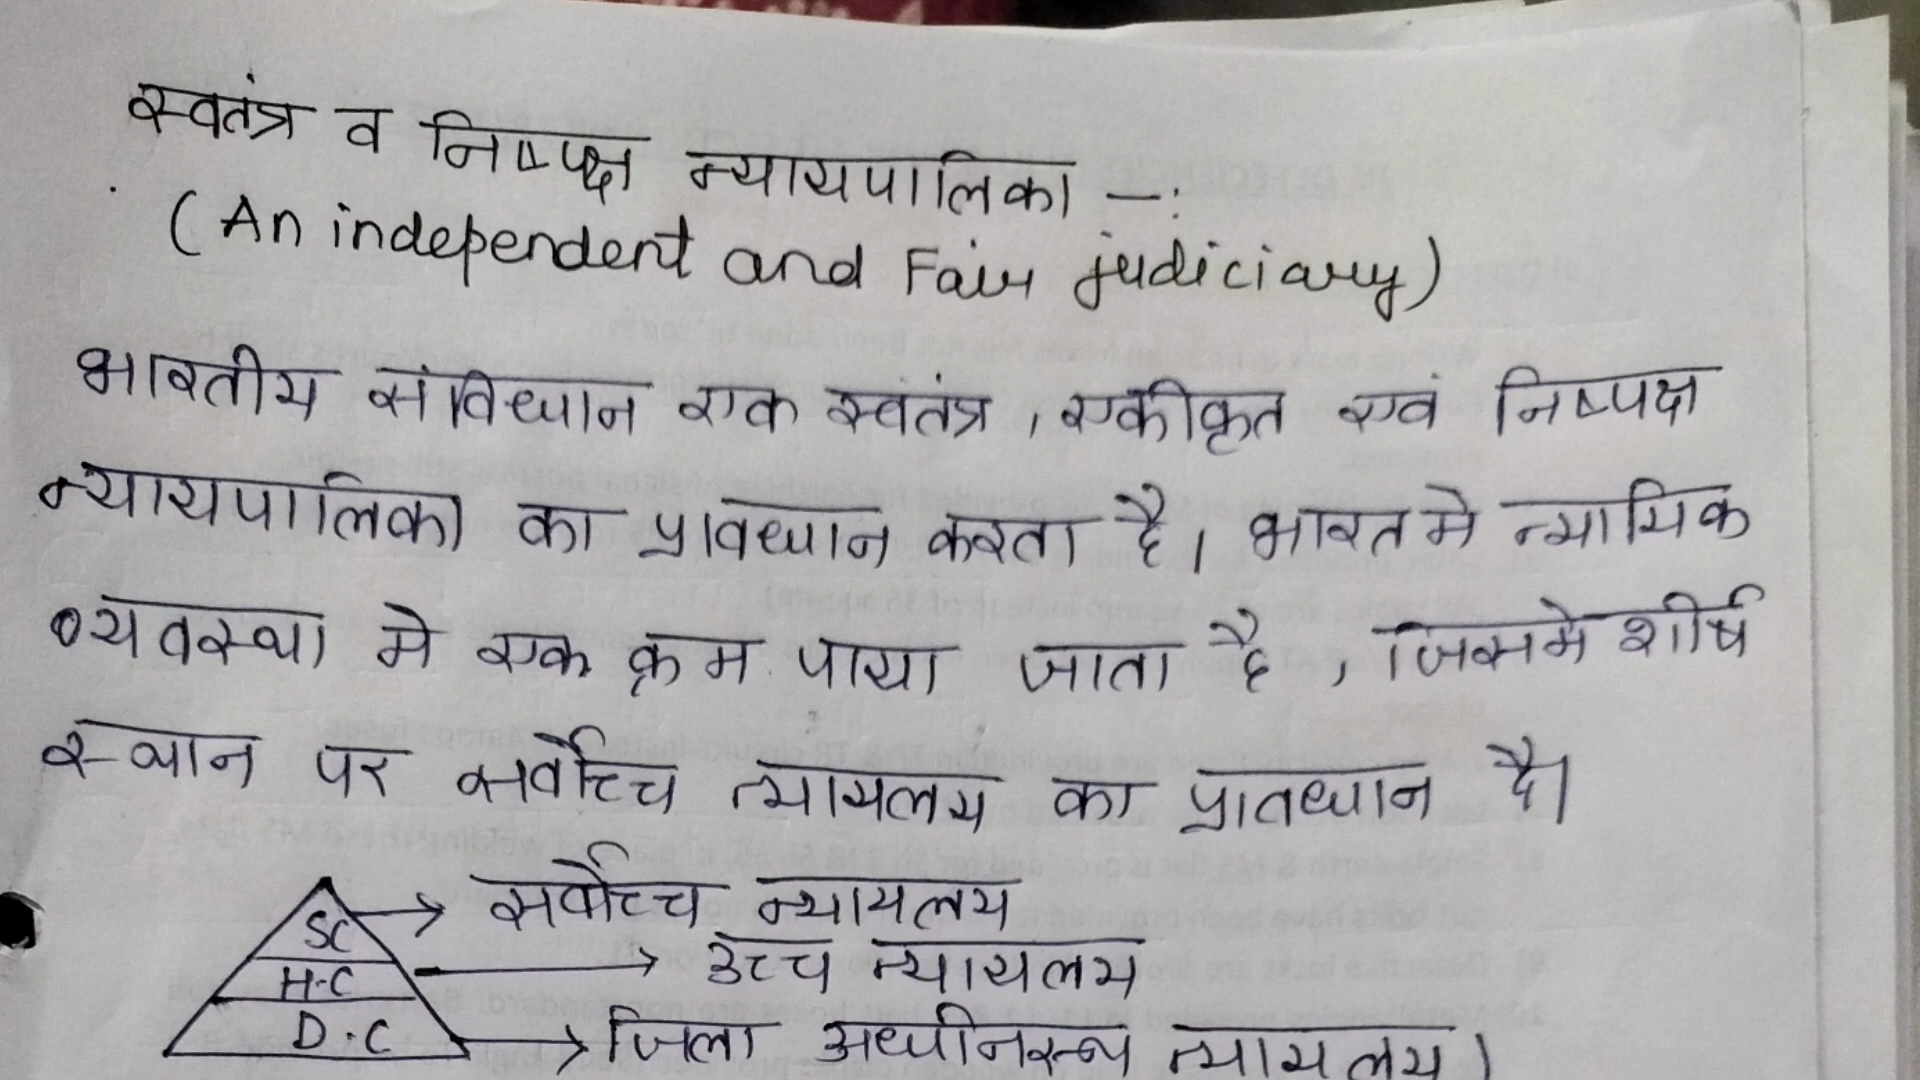 स्वतंत्र व निष्पक्ष न्यायपालिका –:
(An independent and Fair judiciary)
भारतीय संविधान एक स्वंतंत्र, एकीकृत एवं निष्पक्ष
न्यायपालिका का प्रावधान करता है। भारत मे न्यायिक
व्यवस्था मे एक क्रम पाया जाता है, जिसमे शीर्ष
स्थान पर सर्वोच्च न्यायलय का प्रावधान है।
SC → सर्वोच्च न्यायलय
H.C → उच्च न्यायलय
D.C → जिला अधीनस्थ न्यायलय।